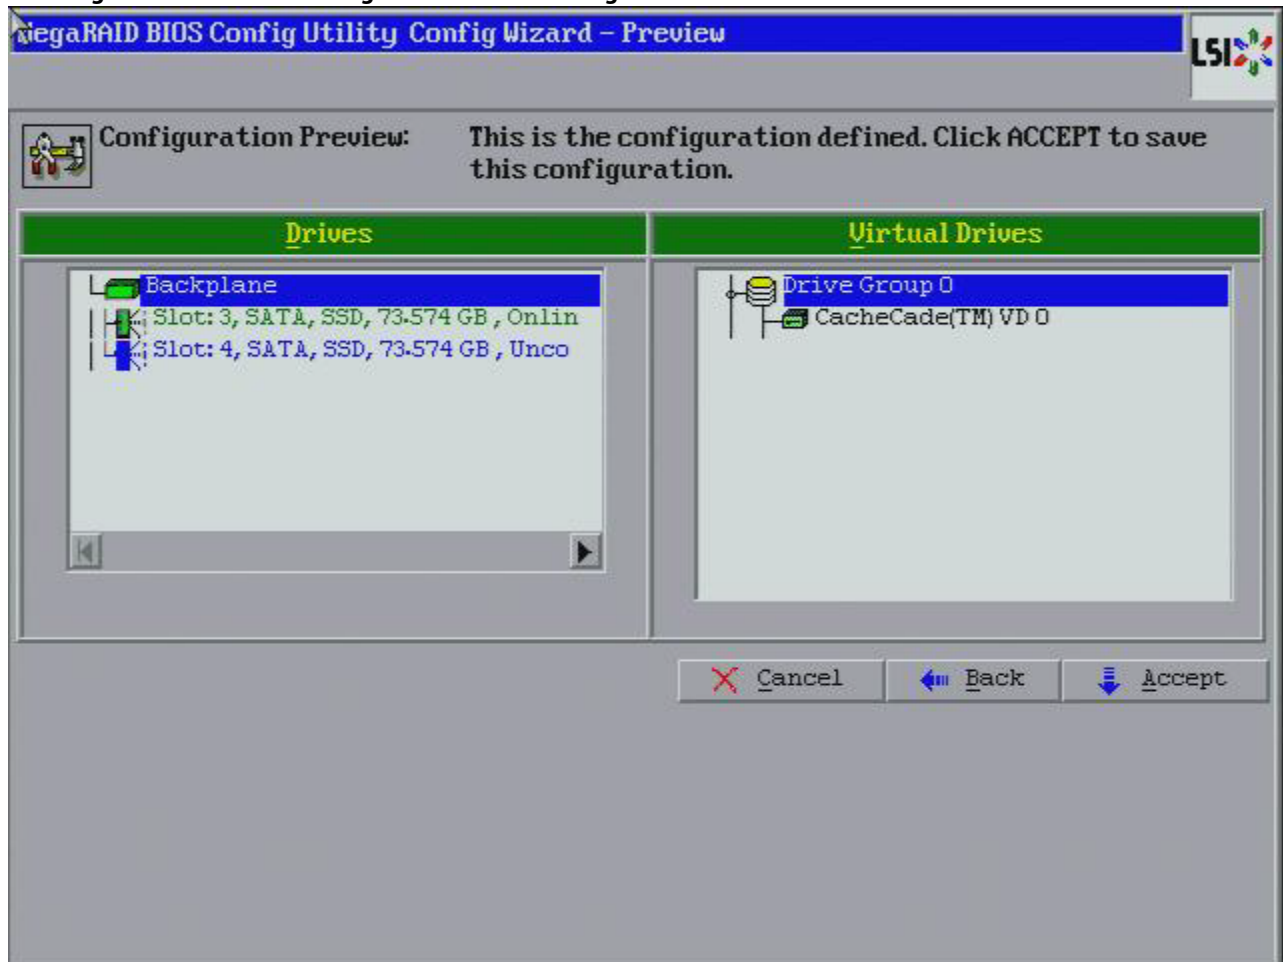 egaRAID BIOS Config Utility Config Wizard – Preview
LSI
Configuration Preview:
This is the configuration defined. Click ACCEPT to save
this configuration.
Drives
Virtual Drives
Backplane
Slot: 3, SATA, SSD, 73.574 GB , Onlin
Slot: 4, SATA, SSD, 73.574 GB , Unco
Drive Group 0
CacheCade(TM) VD 0
Cancel
Back
Accept